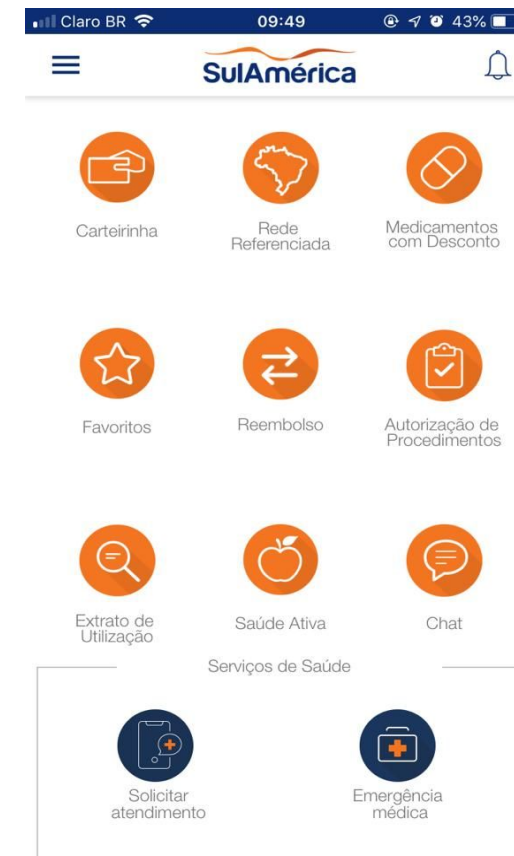 Claro BR 09:49 43%
SulAmérica
Carteirinha
Rede
Referenciada
Medicamentos
com Desconto
Favoritos
Reembolso
Autorização de
Procedimentos
Extrato de
Utilização
Saúde Ativa
Chat
Serviços de Saúde
Solicitar
atendimento
Emergência
médica